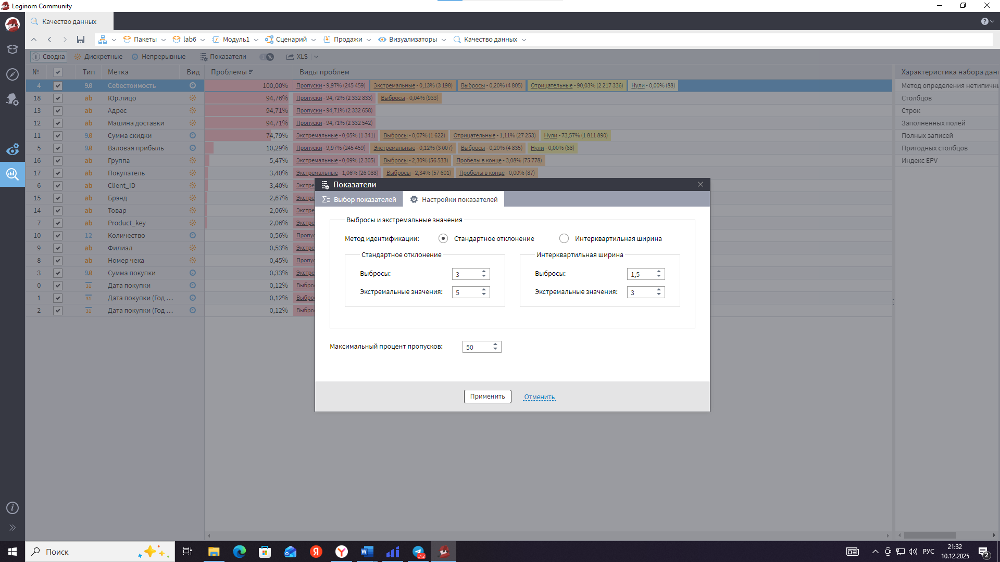 Loginom Community
Качество данных
Пакеты lab6 Модуль1 Сценарий Продажи Визуализаторы Качество данных
Сводка Дискретные Непрерывные Показатели % XLS
№ Тип Метка Вид Проблемы Виды проблем Характеристика набора дан
4 9.0 Себестоимость 100,00% Пропуски - 9,97% (245 459) Экстремальные - 0,13% (3 198) Выбросы - 0,20% (4 805) Отрицательные - 90,03% (2 217 336) Нули - 0,00% (88) Метод определения нетипичны
18 ab Юр.лицо 94,76% Пропуски - 94,72% (2 332 833) Выбросы - 0,04% (933) Столбцов
13 ab Адрес 94,71% Пропуски - 94,71% (2 332 658) Строк
12 ab Машина доставки 94,71% Пропуски - 94,71% (2 332 542) Заполненных полей
11 9.0 Сумма скидки 74,79% Экстремальные - 0,05% (1 341) Выбросы - 0,07% (1 622) Отрицательные - 1,11% (27 253) Нули - 73,57% (1 811 890) Полных записей
5 9.0 Валовая прибыль 10,29% Пропуски - 9,97% (245 459) Экстремальные - 0,12% (3 007) Выбросы - 0,20% (4 835) Нули - 0,00% (88) Пригодных столбцов
16 ab Группа 5,47% Экстремальные - 0,09% (2 305) Выбросы - 2,30% (56 533) Пробелы в конце - 3,08% (75 778) Индекс EPV
17 ab Покупатель 3,40% Экстремальные - 1,06% (26 088) Выбросы - 2,34% (57 601) Пробелы в конце - 0,00% (87)
6 ab Client_ID 3,40% Экстре
15 ab Брэнд 2,67% Экстре
14 ab Товар 2,06% Экстре
7 ab Product_key 2,06% Экстре
10 12 Количество 0,56% Пропу
9 ab Филиал 0,53% Экстре
8 ab Номер чека 0,45% Пропу
3 9.0 Сумма покупки 0,33% Экстре
0 31 Дата покупки 0,12% Выбро
1 31 Дата покупки (Год ... 0,12% Выбро
2 31 Дата покупки (Год ... 0,12% Выбро
Показатели
Выбор показателей Настройки показателей
Выбросы и экстремальные значения
Метод идентификации: Стандартное отклонение Интерквартильная ширина
Стандартное отклонение Интерквартильная ширина
Выбросы: 3 Выбросы: 1,5
Экстремальные значения: 5 Экстремальные значения: 3
Максимальный процент пропусков: 50
Применить Отменить
Поиск
РУС
21:32
10.12.2025
2
.12